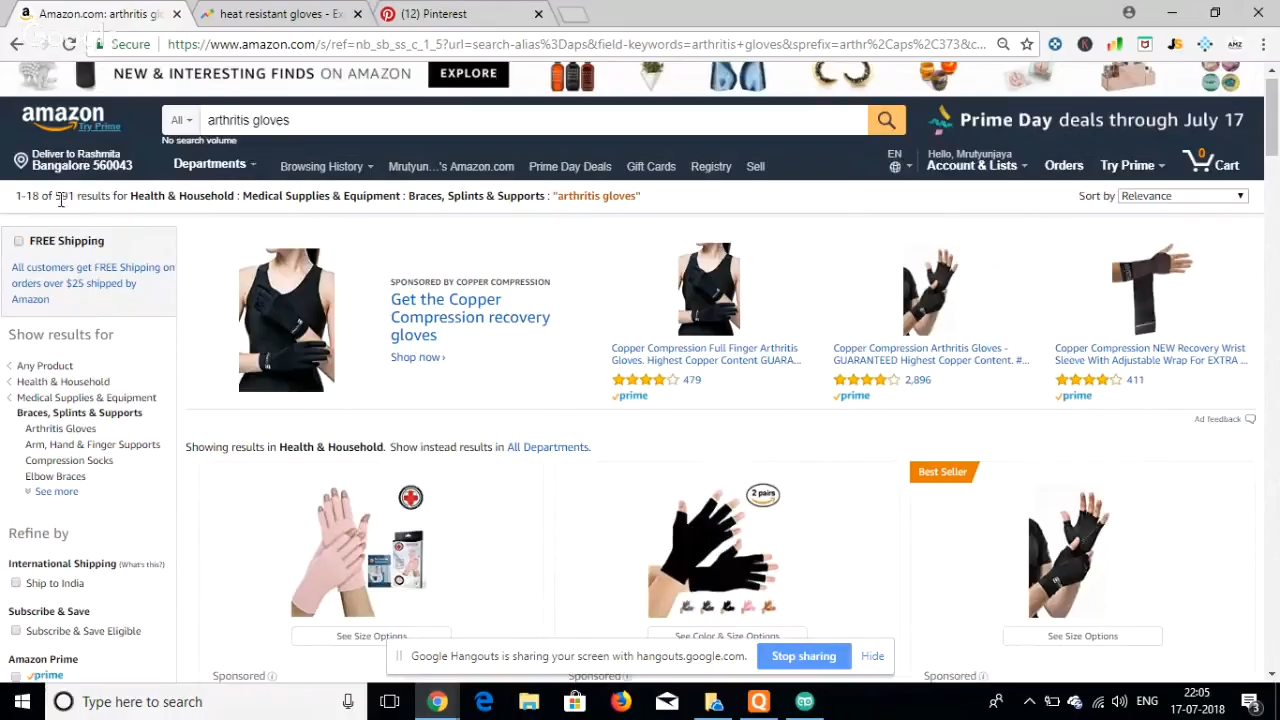 Amazon.com: arthritis gl
heat resistant gloves - Ex
(12) Pinterest
Secure
https://www.amazon.com/s/ref=nb_sb_ss_c_1_5?url=search-alias%3Daps&field-keywords=arthritis+gloves&sprefix=arthr%2Caps%2C373&c...
NEW & INTERESTING FINDS ON AMAZON
EXPLORE
amazon
Try Prime
All
arthritis gloves
No search volume
Prime Day deals through July 17
Deliver to Rashmita
Bangalore 560043
Departments
Browsing History
Mrutyun...'s Amazon.com
Prime Day Deals
Gift Cards
Registry
Sell
EN
Hello, Mrutyunjaya
Account & Lists
Orders
Try Prime
0
Cart
1-18 of 591 results for Health & Household : Medical Supplies & Equipment : Braces, Splints & Supports : "arthritis gloves"
Sort by Relevance
FREE Shipping
All customers get FREE Shipping on
orders over $25 shipped by
Amazon
Show results for
Any Product
Health & Household
Medical Supplies & Equipment
Braces, Splints & Supports
Arthritis Gloves
Arm, Hand & Finger Supports
Compression Socks
Elbow Braces
See more
Refine by
International Shipping (What's this?)
Ship to India
Subscribe & Save
Subscribe & Save Eligible
Amazon Prime
prime
SPONSORED BY COPPER COMPRESSION
Get the Copper
Compression recovery
gloves
Shop now ›
Copper Compression Full Finger Arthritis
Gloves. Highest Copper Content GUARA...
479
prime
Copper Compression Arthritis Gloves -
GUARANTEED Highest Copper Content. #...
2,896
prime
Copper Compression NEW Recovery Wrist
Sleeve With Adjustable Wrap For EXTRA ...
411
prime
Ad feedback
Showing results in Health & Household. Show instead results in All Departments.
2 pairs
Best Seller
See Size Options
See Color & Size Options
See Size Options
Sponsored
Sponsored
Sponsored
Google Hangouts is sharing your screen with hangouts.google.com.
Stop sharing
Hide
Type here to search
ENG
22:05
17-07-2018
3